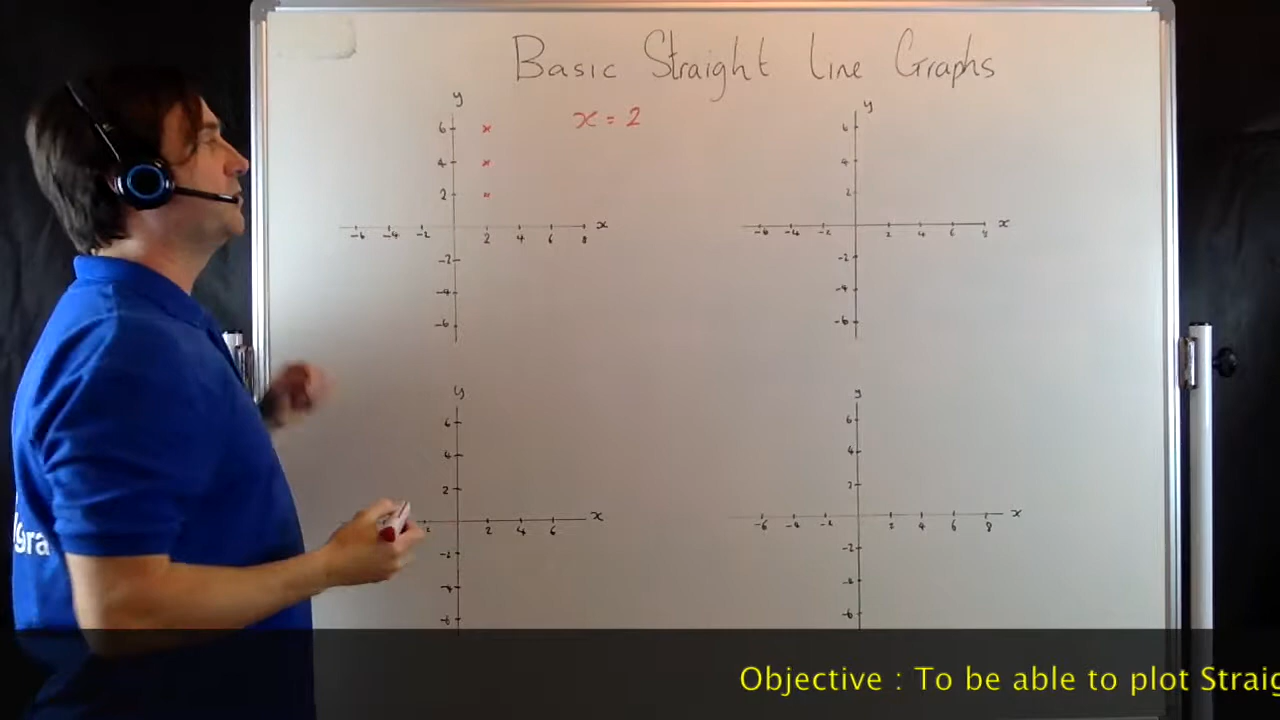 Basic Straight Line Graphs
y
x = 2
6
4
2
-6 -4 -2 2 4 6 8 x
-2
-4
-6
y
6
4
2
-6 -4 -2 2 4 6 8 x
-2
-4
-6
y
6
4
2
-2 2 4 6 x
-2
-4
-6
y
6
4
2
-6 -4 -2 2 4 6 8 x
-2
-4
-6
Objective : To be able to plot Straig